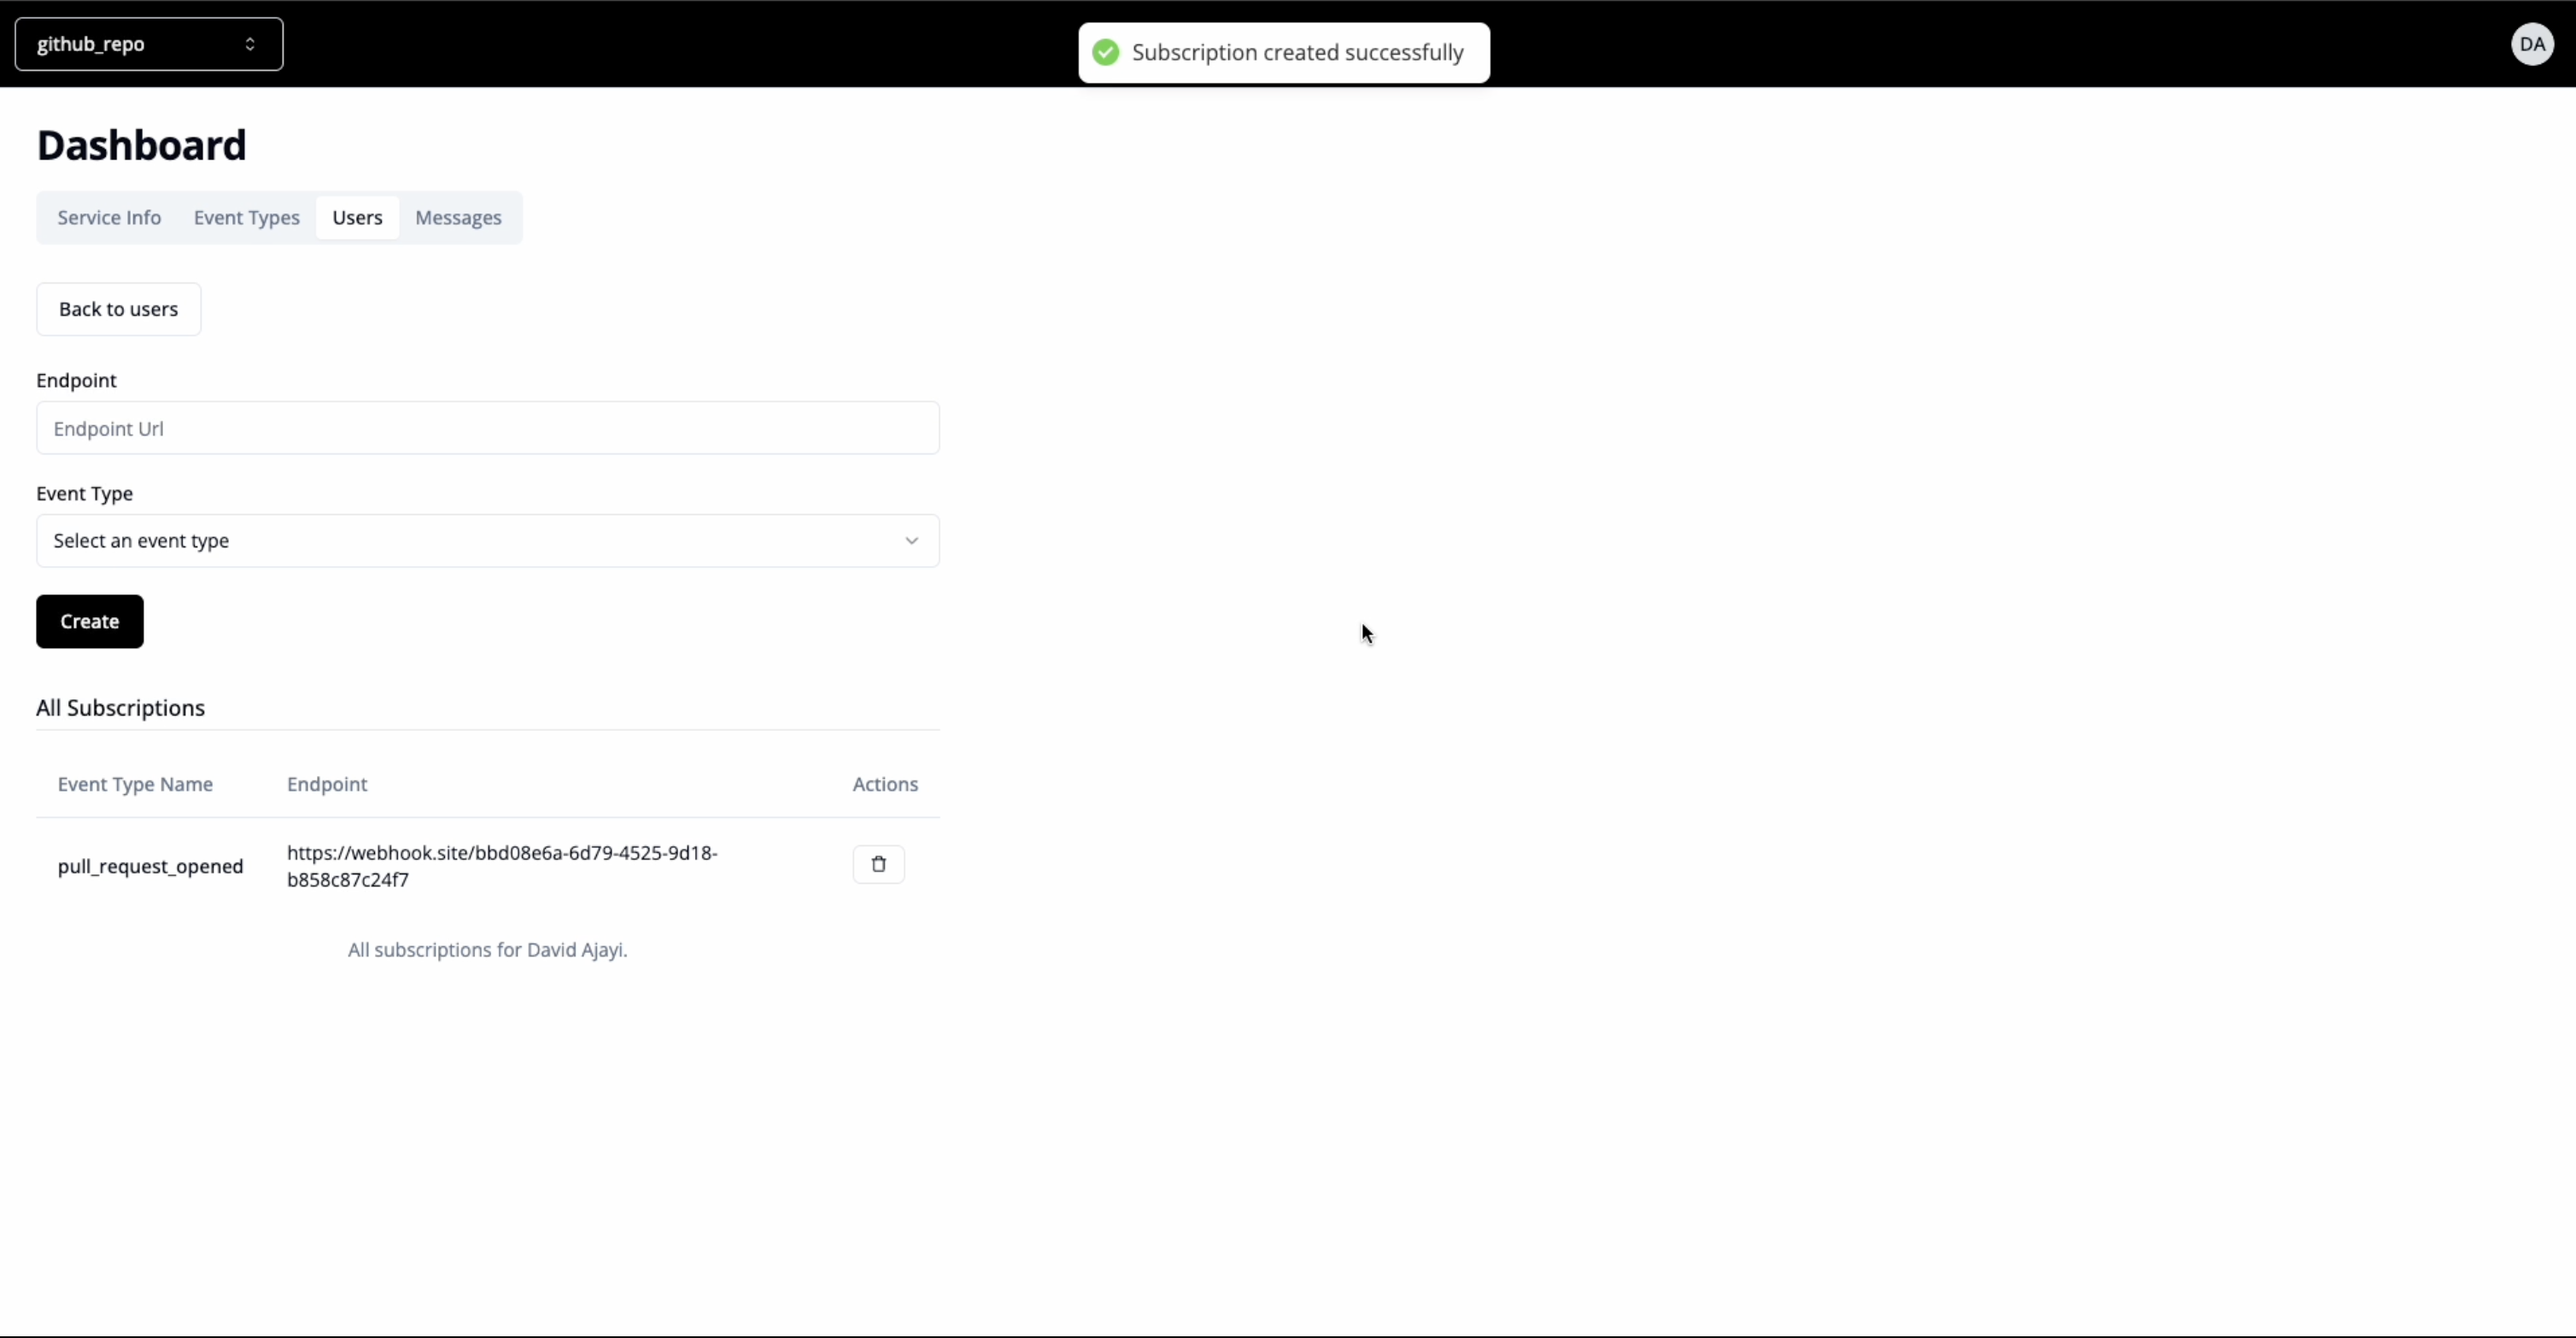 github_repo
Subscription created successfully
DA
Dashboard
Service Info
Event Types
Users
Messages
Back to users
Endpoint
Endpoint Url
Event Type
Select an event type
Create
All Subscriptions
Event Type Name
Endpoint
Actions
pull_request_opened
https://webhook.site/bbd08e6a-6d79-4525-9d18-
b858c87c24f7
All subscriptions for David Ajayi.